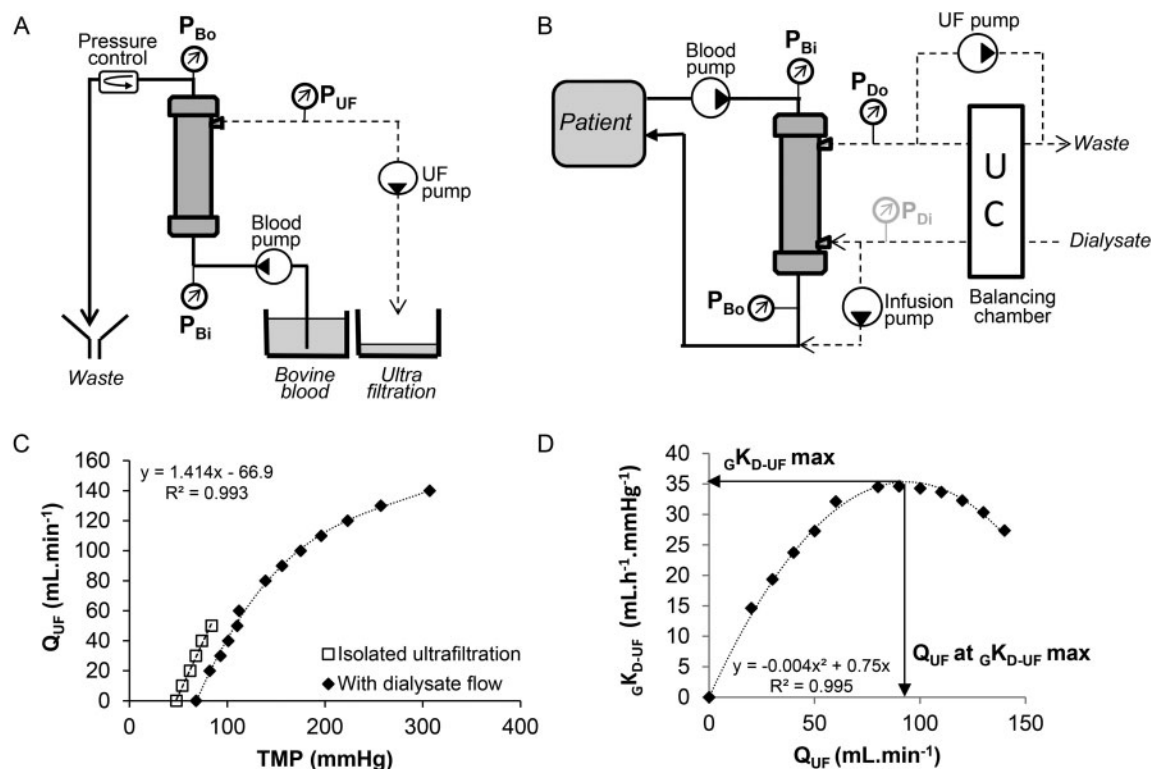 A
P_Bo
Pressure
control
P_UF
UF
pump
Blood
pump
P_Bi
Waste
Bovine
blood
Ultra
filtration
B
Blood
pump
P_Bi
UF pump
P_Do
Patient
Waste
U
C
P_Di
Dialysate
P_Bo
Infusion
pump
Balancing
chamber
C
y = 1.414x - 66.9
R² = 0.993
Q_UF (mL.min⁻¹)
160
140
120
100
80
60
40
20
0
Isolated ultrafiltration
With dialysate flow
0
100
200
300
400
TMP (mmHg)
D
GK_D-UF (mL.h⁻¹.mmHg⁻¹)
40
35
30
25
20
15
10
5
0
GK_D-UF max
Q_UF at GK_D-UF max
y = -0.004x² + 0.75x
R² = 0.995
0
50
100
150
Q_UF (mL.min⁻¹)